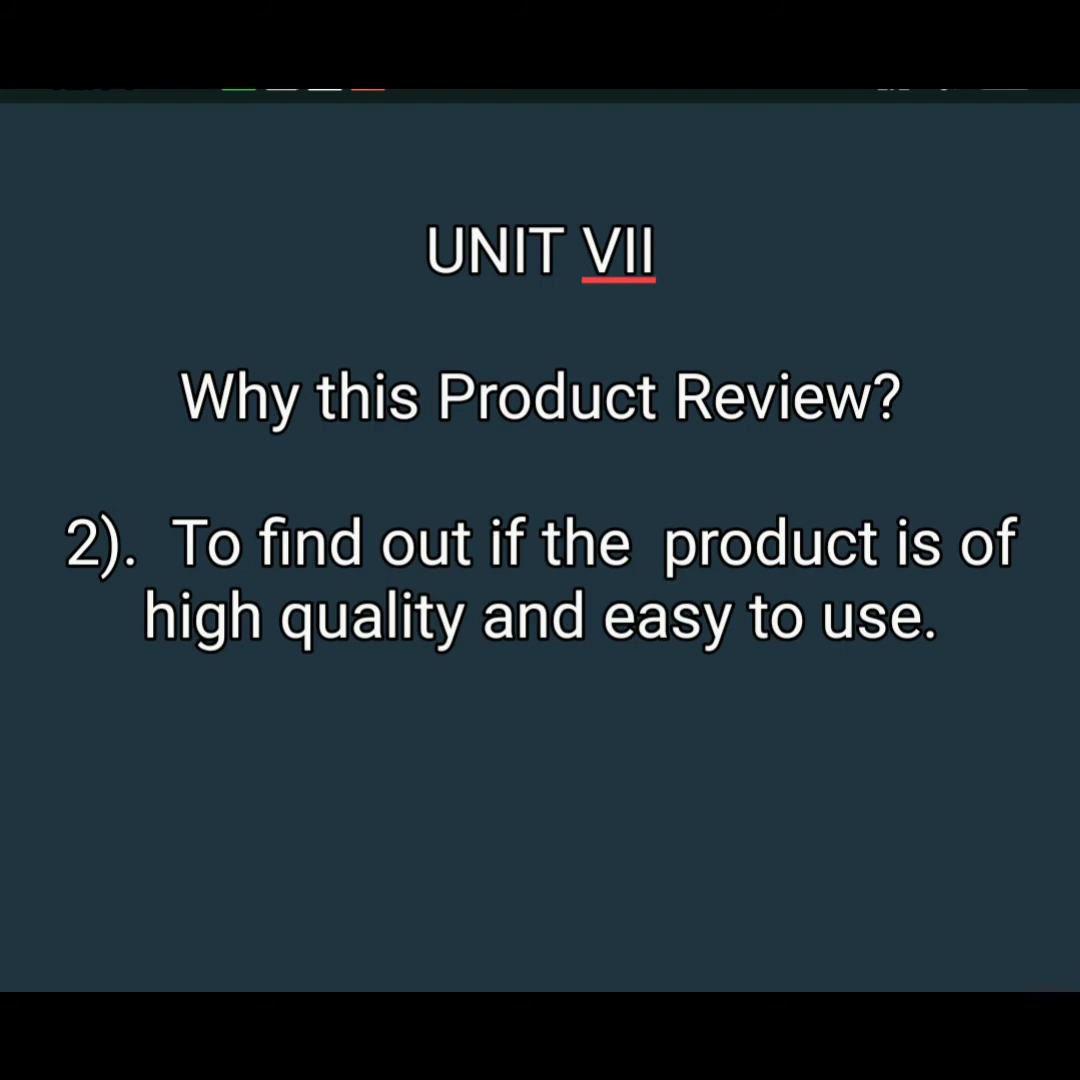 UNIT VII
Why this Product Review?
2).  To find out if the  product is of
high quality and easy to use.